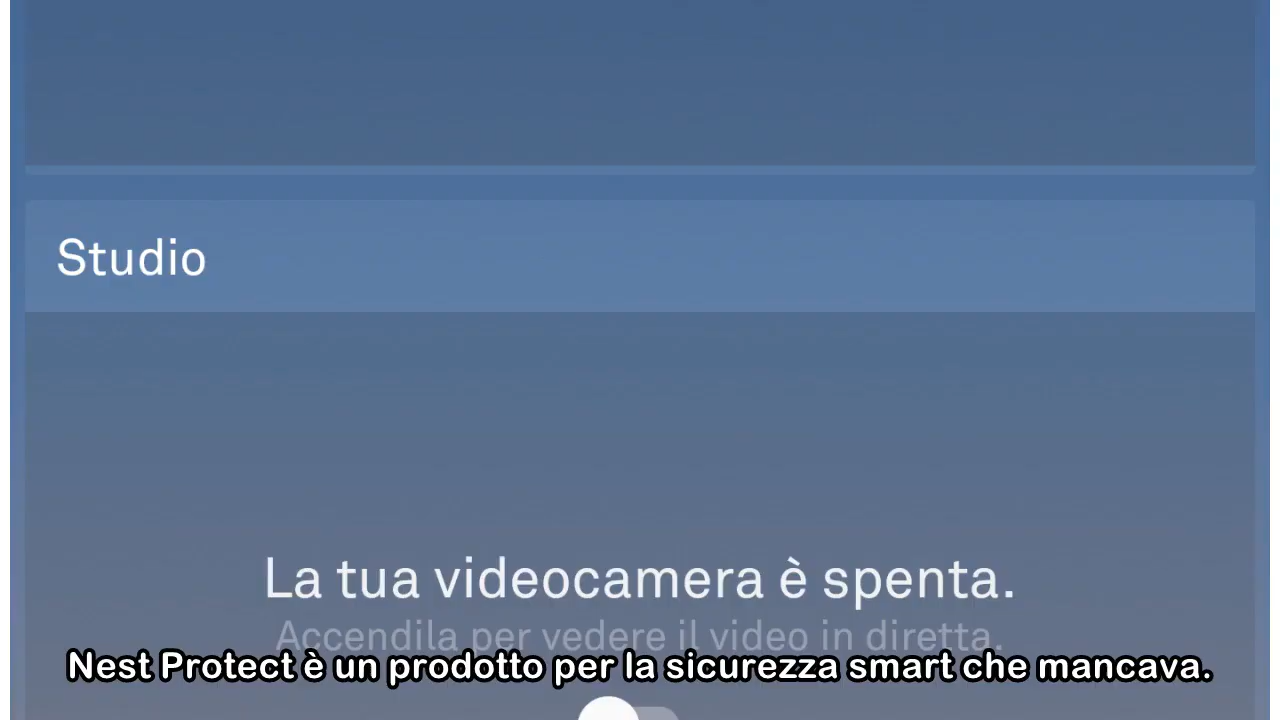 Studio
La tua videocamera è spenta.
Accendila per vedere il video in diretta.
Nest Protect è un prodotto per la sicurezza smart che mancava.